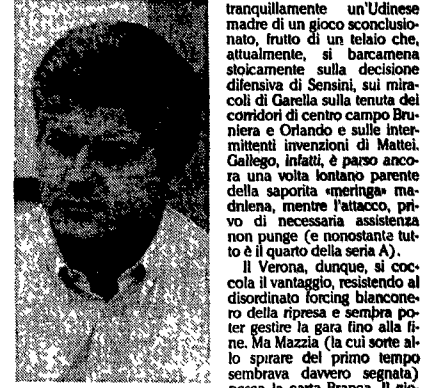 tranquillamente un'Udinese
madre di un gioco sconclusio-
nato, frutto di un telaio che,
attualmente, si barcamena
stoicamente sulla decisione
difensiva di Sensini, sui mira-
coli di Garella sulla tenuta dei
corridori di centro campo Bru-
niera e Orlando e sulle inter-
mittenti invenzioni di Mattei.
Gallego, infatti, è parso anco-
ra una volta lontano parente
della saporita «meringa» ma-
drilena, mentre l'attacco, pri-
vo di necessaria assistenza
non punge (e nonostante tut-
to è il quarto della seria A).
Il Verona, dunque, si coc-
cola il vantaggio, resistendo al
disordinato forcing biancone-
ro della ripresa e sembra po-
ter gestire la gara fino alla fi-
ne. Ma Mazzia (la cui sorte al-
lo spirare del primo tempo
sembrava davvero segnata)